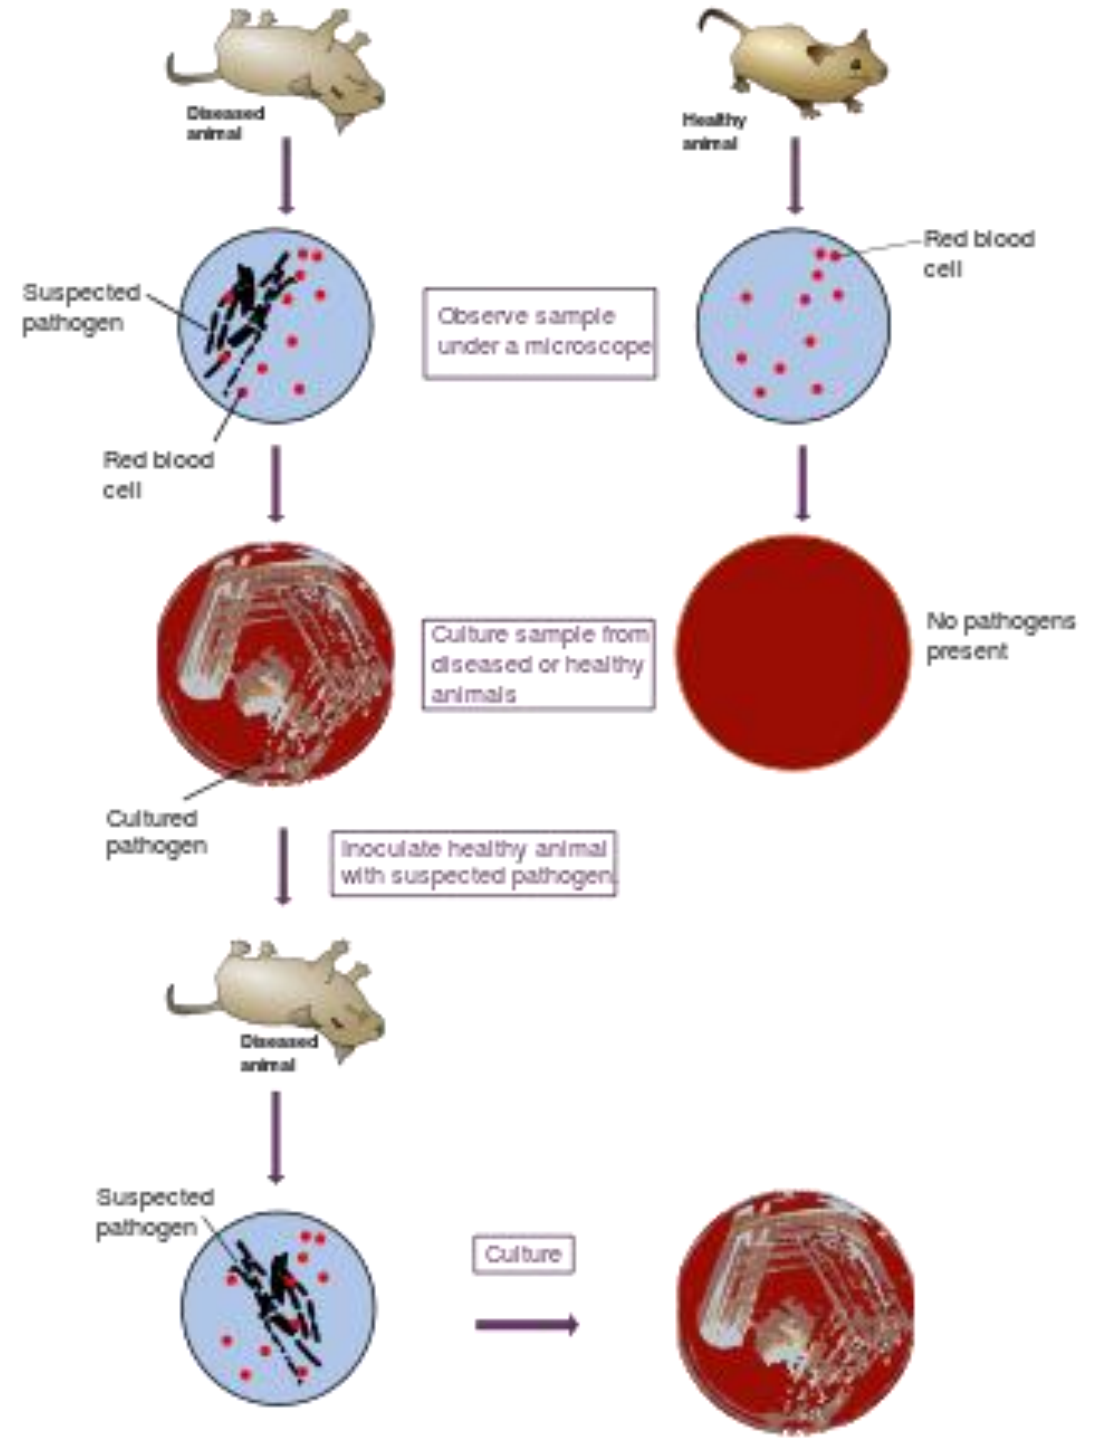 Diseased
animal
Healthy
animal
Red blood
cell
Suspected
pathogen
Observe sample
under a microscope
Red blood
cell
Culture sample from
diseased or healthy
animals
No pathogens
present
Cultured
pathogen
Inoculate healthy animal
with suspected pathogen.
Diseased
animal
Suspected
pathogen
Culture